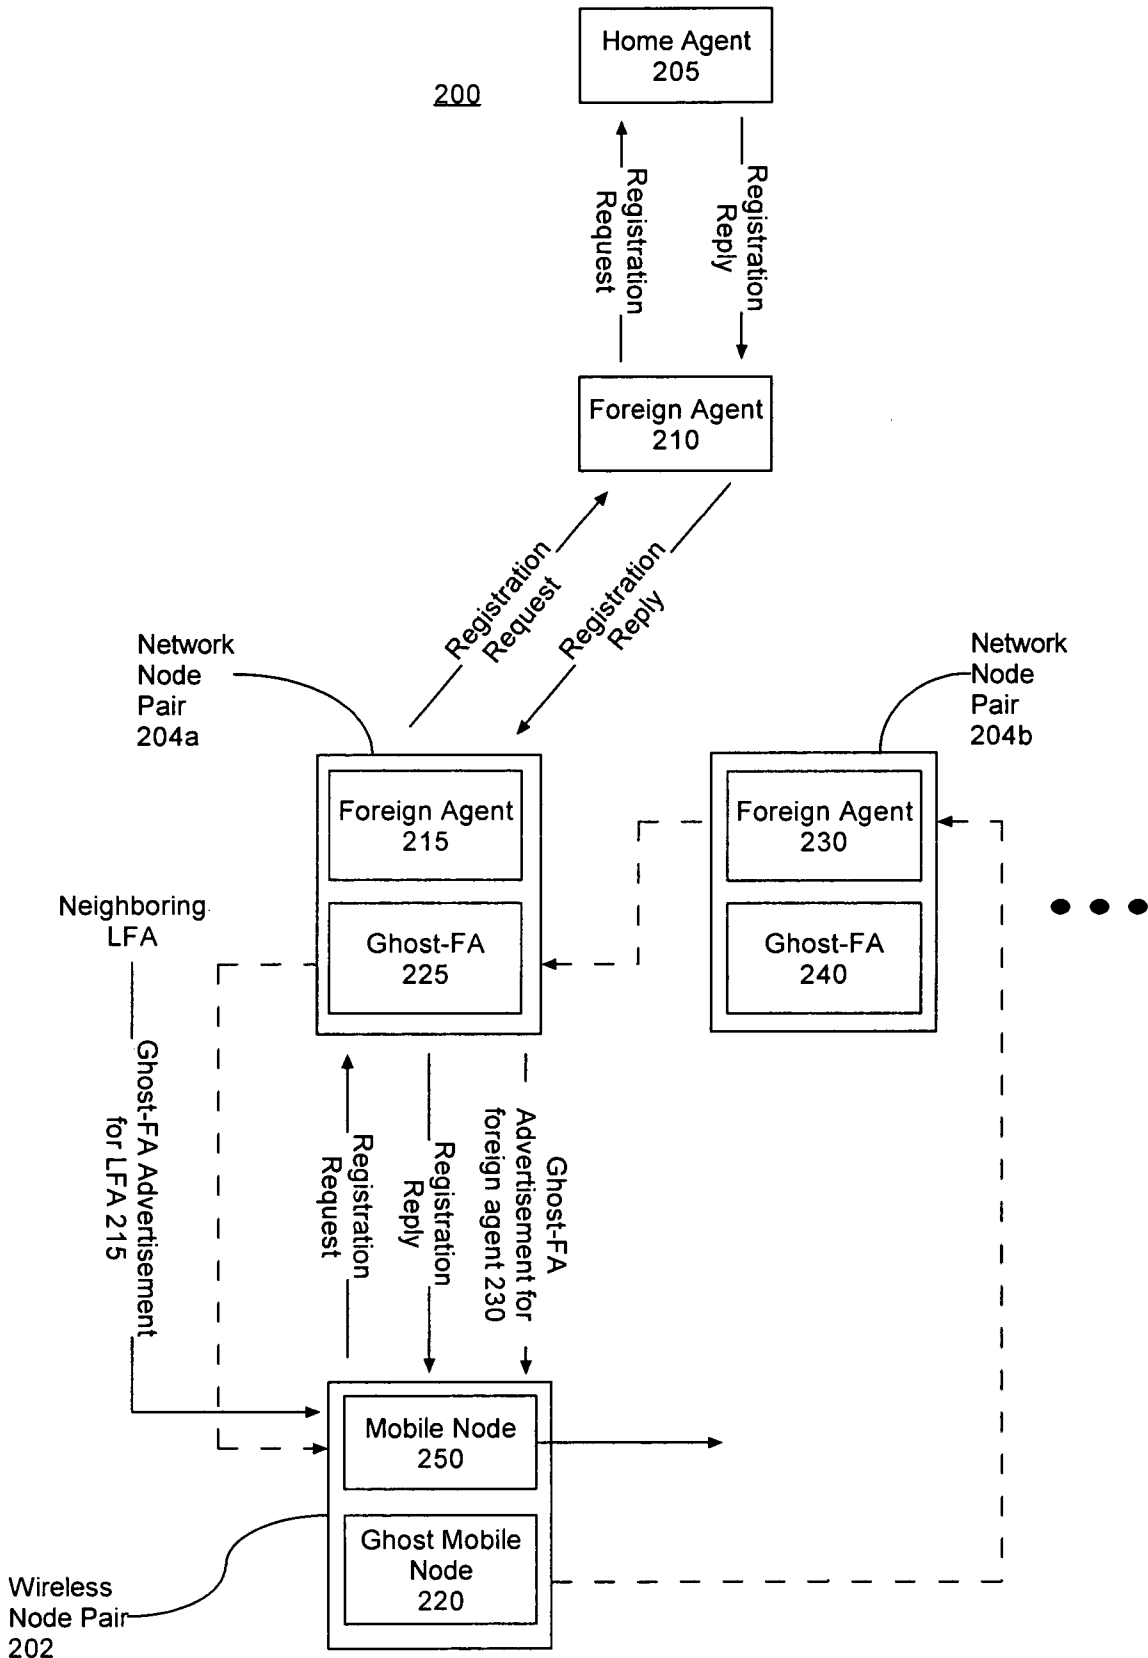 Home Agent
205
200
Registration
Request
Registration
Reply
Foreign Agent
210
Registration
Request
Registration
Reply
Network
Node
Pair
204a
Network
Node
Pair
204b
Foreign Agent
215
Foreign Agent
230
Neighboring
LFA
Ghost-FA
225
Ghost-FA
240
Ghost-FA Advertisement
for LFA 215
Registration
Request
Registration
Reply
Ghost-FA
Advertisement for
foreign agent 230
Mobile Node
250
Ghost Mobile
Node
220
Wireless
Node Pair
202